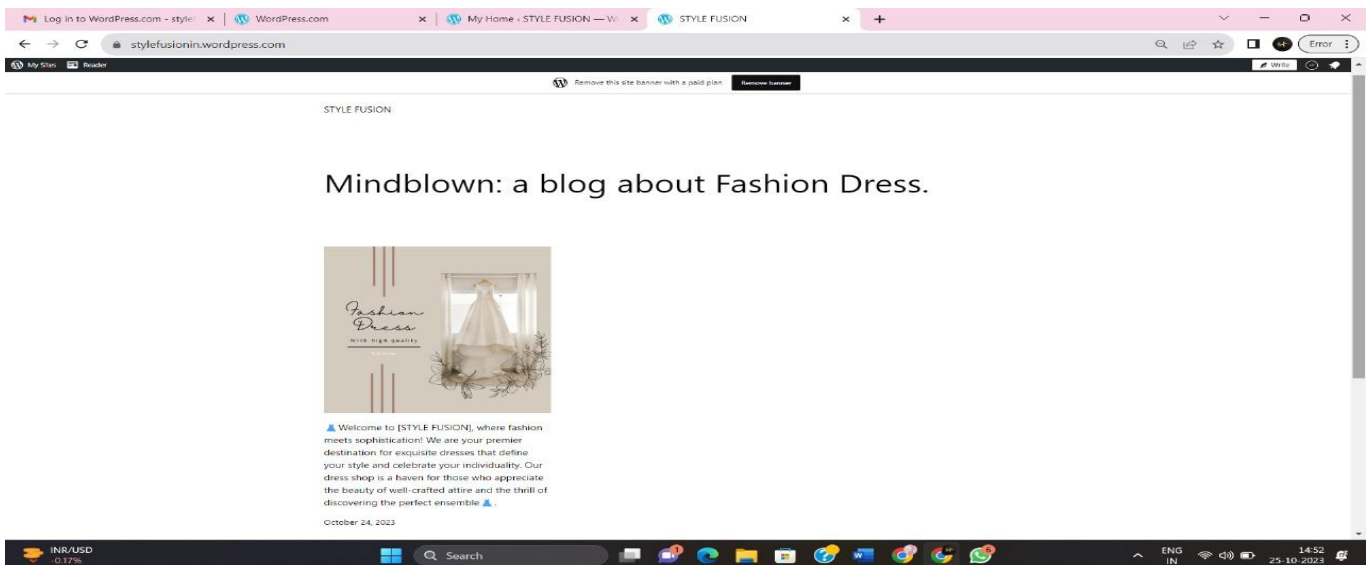 Log in to WordPress.com - style
WordPress.com
My Home ‹ STYLE FUSION — W
STYLE FUSION
stylefusionin.wordpress.com
Error
My Sites
Reader
Write
Remove this site banner with a paid plan
Remove banner
STYLE FUSION
Mindblown: a blog about Fashion Dress.
Fashion
Dress
With high quality
👗 Welcome to [STYLE FUSION], where fashion
meets sophistication! We are your premier
destination for exquisite dresses that define
your style and celebrate your individuality. Our
dress shop is a haven for those who appreciate
the beauty of well-crafted attire and the thrill of
discovering the perfect ensemble 👗 .
October 24, 2023
INR/USD
-0.17%
Search
ENG
IN
14:52
25-10-2023